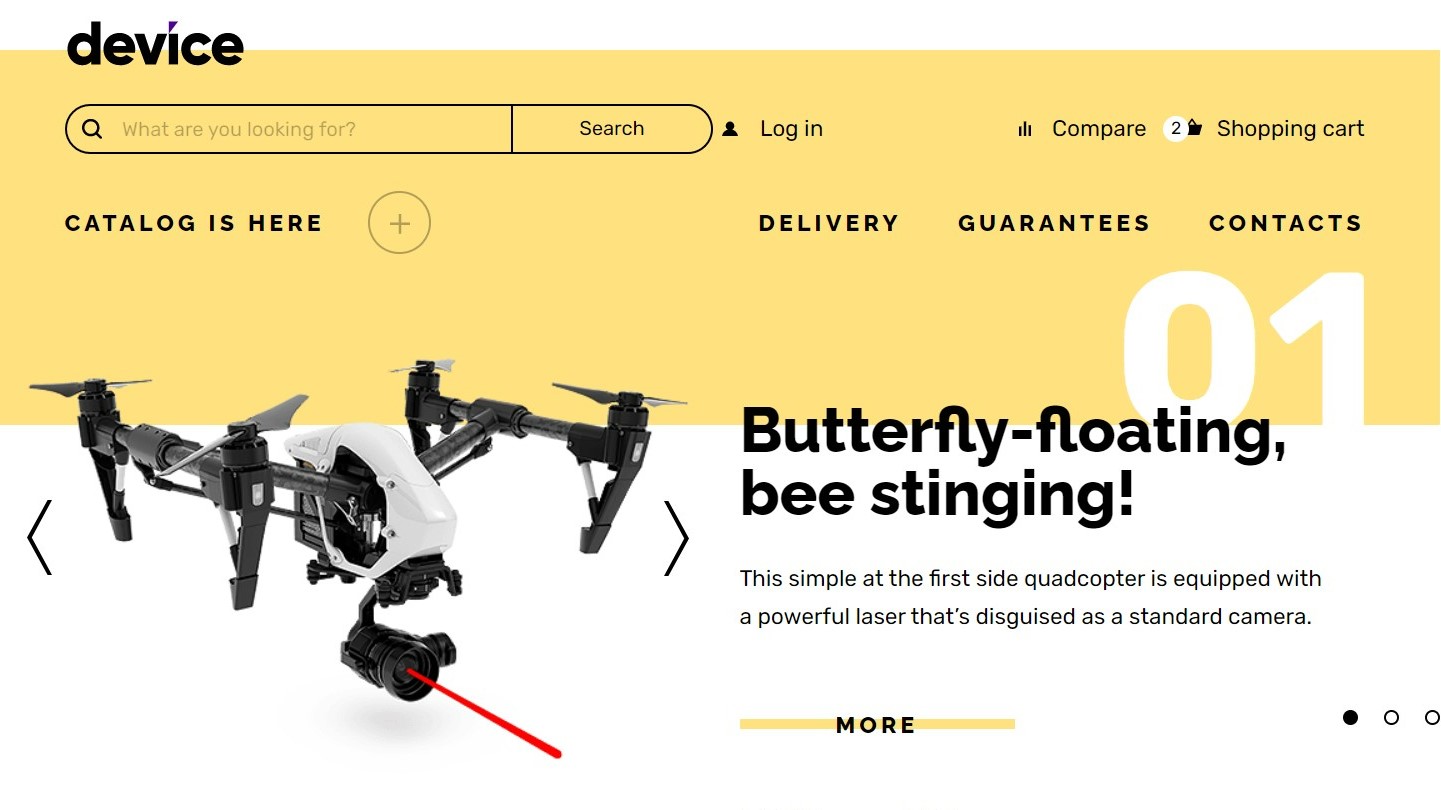 device
What are you looking for?
Search
Log in
Compare
2
Shopping cart
CATALOG IS HERE
DELIVERY
GUARANTEES
CONTACTS
01
Butterfly-floating,
bee stinging!
This simple at the first side quadcopter is equipped with
a powerful laser that’s disguised as a standard camera.
MORE